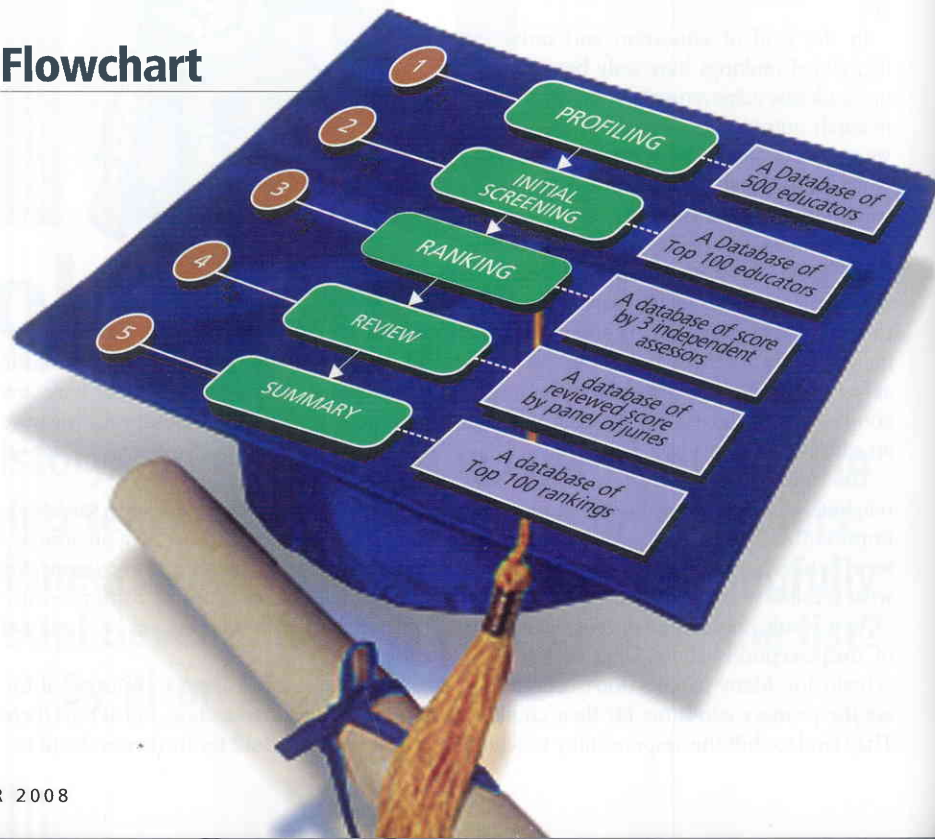 Flowchart
1
PROFILING
A Database of
500 educators
2
INITIAL
SCREENING
A Database of
Top 100 educators
3
RANKING
A database of score
by 3 independent
assessors
4
REVIEW
A database of
reviewed score
by panel of juries
5
SUMMARY
A database of
Top 100 rankings
R 2008